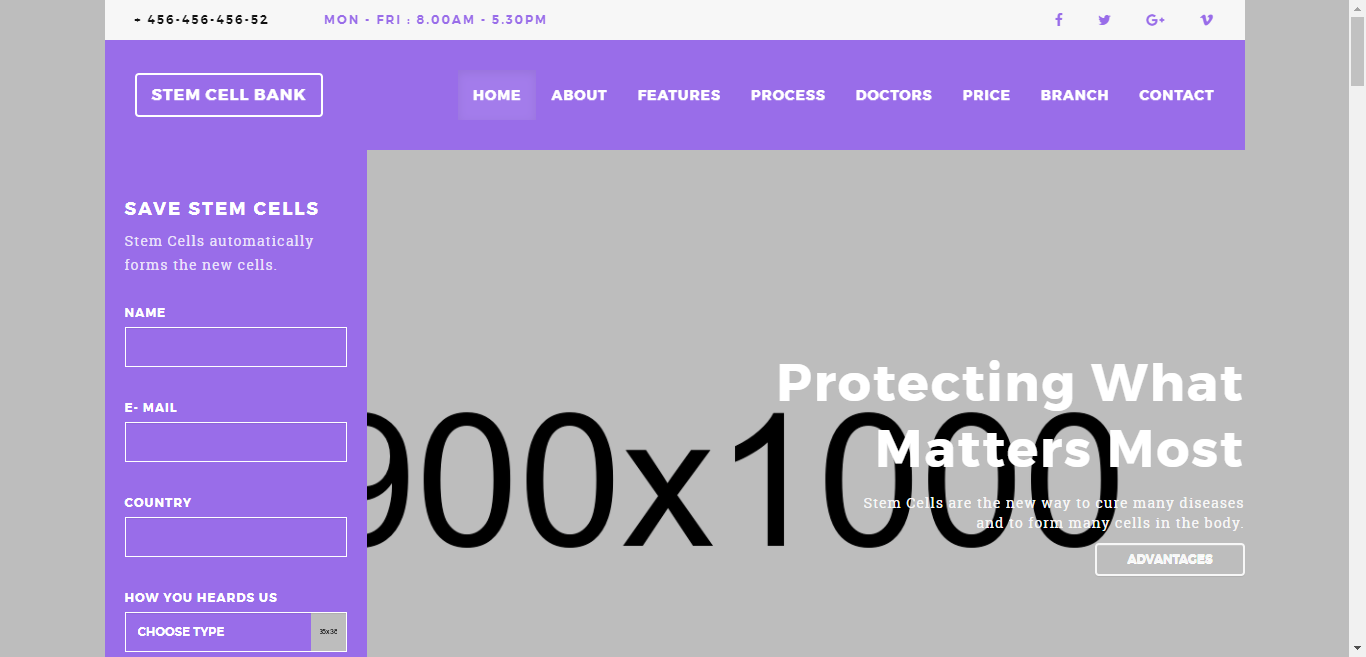 + 456-456-456-52
MON - FRI : 8.00AM - 5.30PM
STEM CELL BANK
HOME ABOUT FEATURES PROCESS DOCTORS PRICE BRANCH CONTACT
SAVE STEM CELLS
Stem Cells automatically
forms the new cells.
NAME
E- MAIL
COUNTRY
HOW YOU HEARDS US
CHOOSE TYPE
Protecting What
Matters Most
900x1000
Stem Cells are the new way to cure many diseases
and to form many cells in the body.
ADVANTAGES